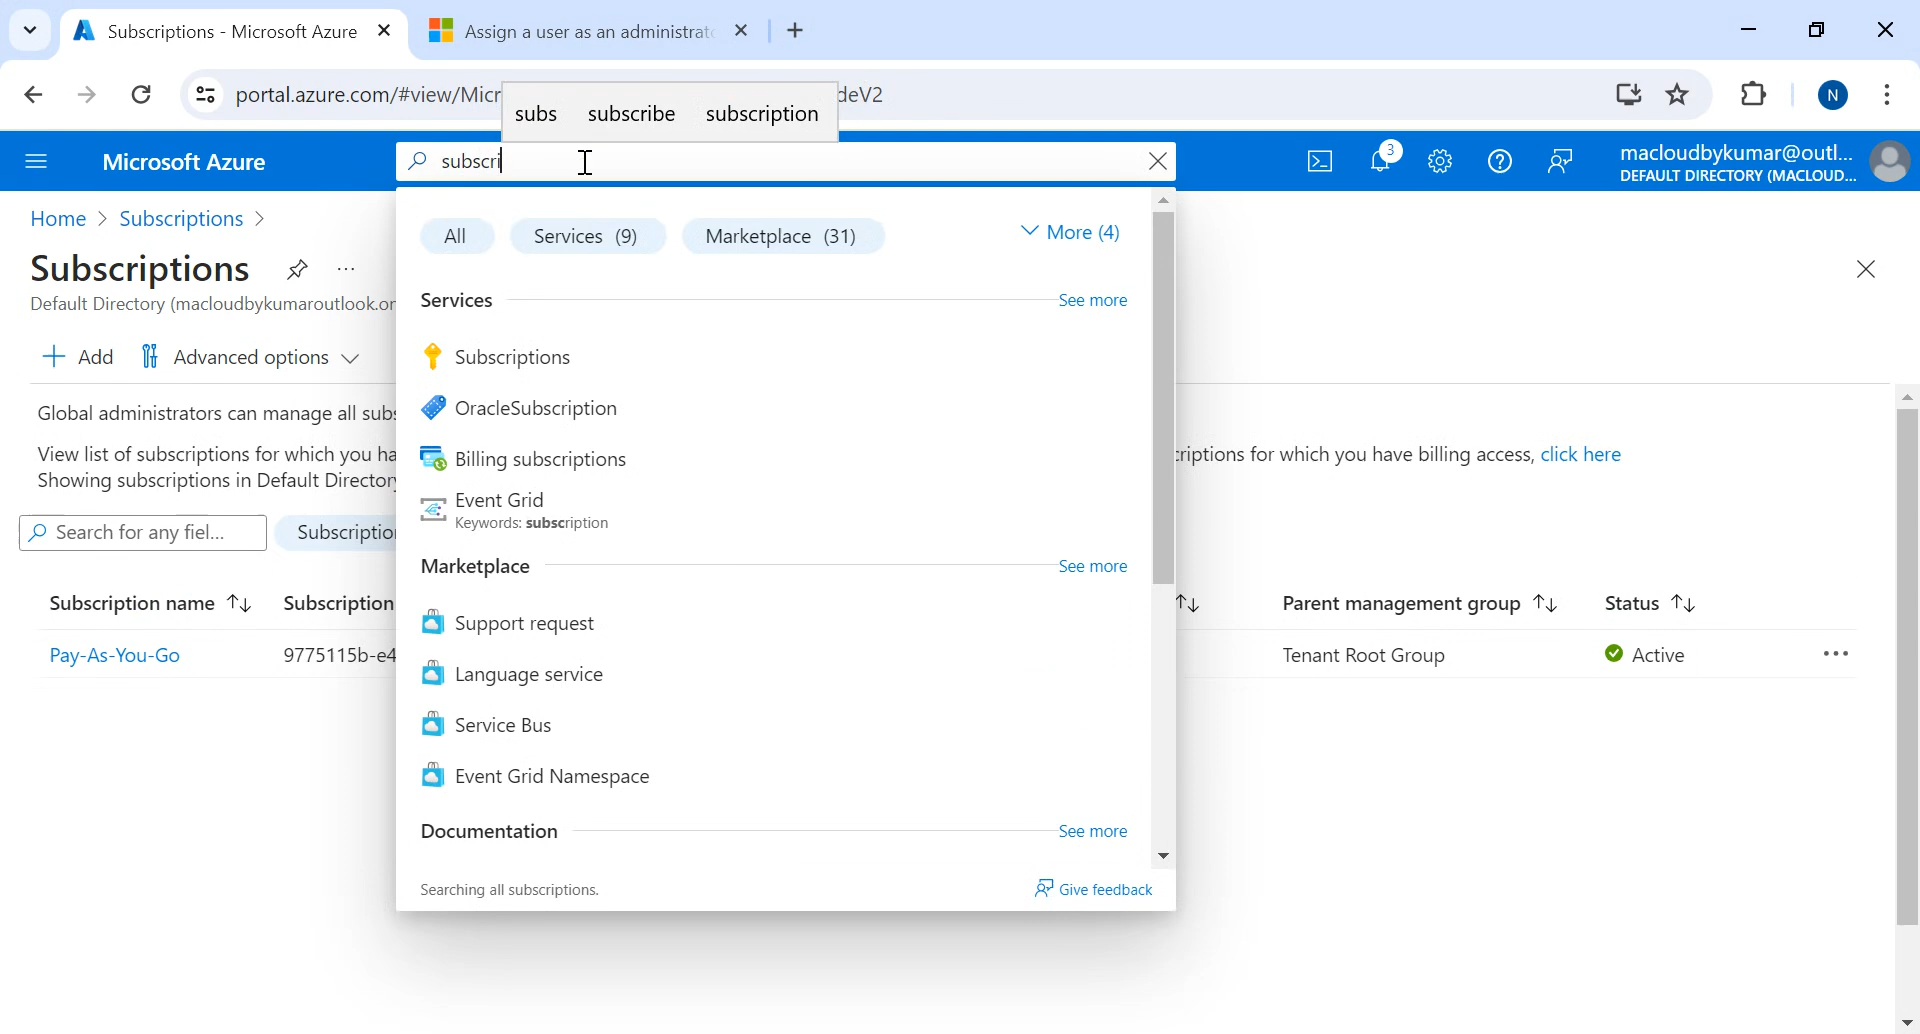 Subscriptions - Microsoft Azure
Assign a user as an administrat
portal.azure.com/#view/Micr
deV2
subs subscribe subscription
Microsoft Azure
subscri
3
macloudbykumar@outl...
DEFAULT DIRECTORY (MACLOUD...
N
Home > Subscriptions >
Subscriptions
Default Directory (macloudbykumaroutlook.or
Add
Advanced options
All
Services (9)
Marketplace (31)
More (4)
Services
See more
Subscriptions
OracleSubscription
Billing subscriptions
Event Grid
Keywords: subscription
Marketplace
See more
Support request
Language service
Service Bus
Event Grid Namespace
Documentation
See more
Searching all subscriptions.
Give feedback
Global administrators can manage all subs
View list of subscriptions for which you ha
criptions for which you have billing access, click here
Showing subscriptions in Default Directory
Search for any fiel...
Subscription
Subscription name
Subscription
Parent management group
Status
Pay-As-You-Go
9775115b-e4
Tenant Root Group
Active